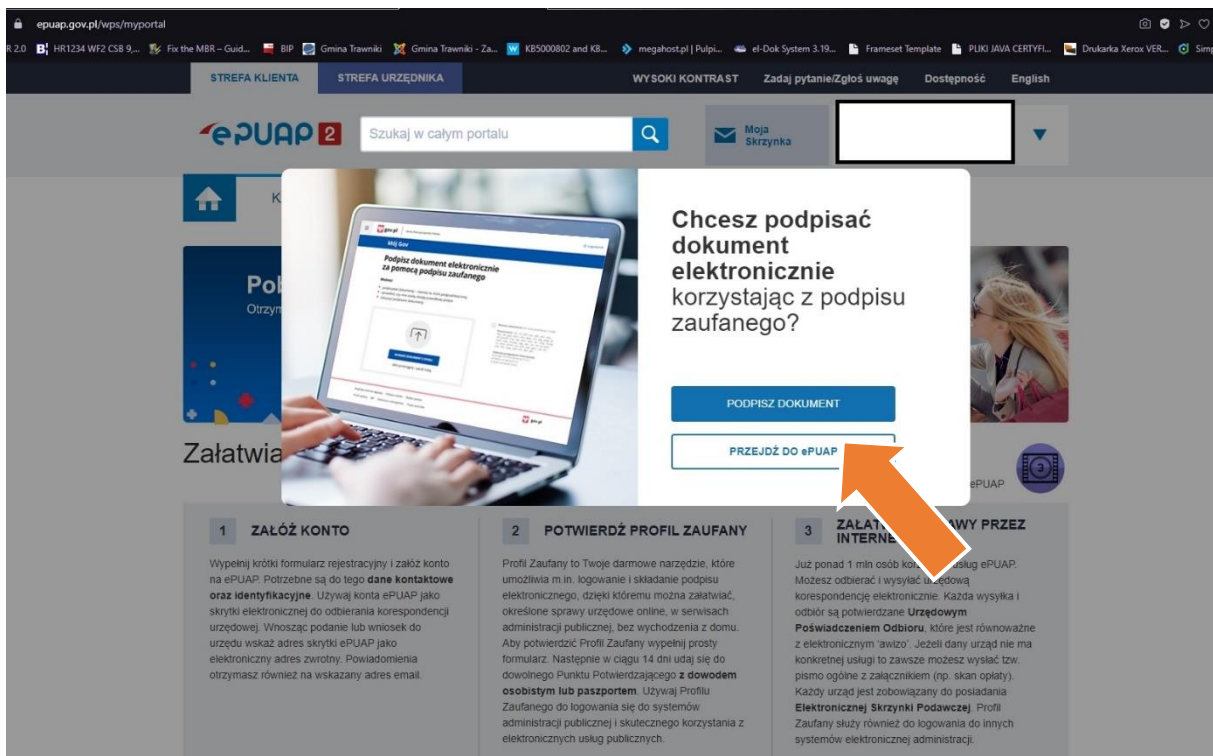 epuap.gov.pl/wps/myportal
R 2.0 HR1234 WF2 CSB 9,... Fix the MBR – Guid... BIP Gmina Trawniki Gmina Trawniki - Za... KB5000802 and KB... megahost.pl | Pulpi... el-Dok System 3.19... Frameset Template PLIKI JAVA CERTYFI... Drukarka Xerox VER...
STREFA KLIENTA STREFA URZĘDNIKA WYSOKI KONTRAST Zadaj pytanie/Zgłoś uwagę Dostępność English
ePUAP 2 Szukaj w całym portalu Moja
Skrzynka
K
Chcesz podpisać
dokument
elektronicznie
korzystając z podpisu
zaufanego?
gov.pl
Mój Gov
Podpisz dokument elektronicznie
za pomocą podpisu zaufanego
gov.pl
Otrzyn
PODPISZ DOKUMENT
PRZEJDŹ DO ePUAP
Załatwia
3
ePUAP
1 ZAŁÓŻ KONTO
Wypełnij krótki formularz rejestracyjny i załóż konto
na ePUAP. Potrzebne są do tego dane kontaktowe
oraz identyfikacyjne. Używaj konta ePUAP jako
skrytki elektronicznej do odbierania korespondencji
urzędowej. Wnosząc podanie lub wniosek do
urzędu wskaż adres skrytki ePUAP jako
elektroniczny adres zwrotny. Powiadomienia
otrzymasz również na wskazany adres email.
2 POTWIERDŹ PROFIL ZAUFANY
Profil Zaufany to Twoje darmowe narzędzie, które
umożliwia m.in. logowanie i składanie podpisu
elektronicznego, dzięki któremu można załatwiać,
określone sprawy urzędowe online, w serwisach
administracji publicznej, bez wychodzenia z domu.
Aby potwierdzić Profil Zaufany wypełnij prosty
formularz. Następnie w ciągu 14 dni udaj się do
dowolnego Punktu Potwierdzającego z dowodem
osobistym lub paszportem. Używaj Profilu
Zaufanego do logowania się do systemów
administracji publicznej i skutecznego korzystania z
elektronicznych usług publicznych.
3 PRZEZ
Już ponad 1 mln osób usług ePUAP.
Możesz odbierać i wysyłać urzędową
korespondencję elektronicznie. Każda wysyłka i
odbiór są potwierdzane Urzędowym
Poświadczeniem Odbioru, które jest równoważne
z elektronicznym 'awizo'. Jeżeli dany urząd nie ma
konkretnej usługi to zawsze możesz wysłać tzw.
pismo ogólne z załącznikiem (np. skan opłaty).
Każdy urząd jest zobowiązany do posiadania
Elektronicznej Skrzynki Podawczej. Profil
Zaufany służy również do logowania do innych
systemów elektronicznej administracji.